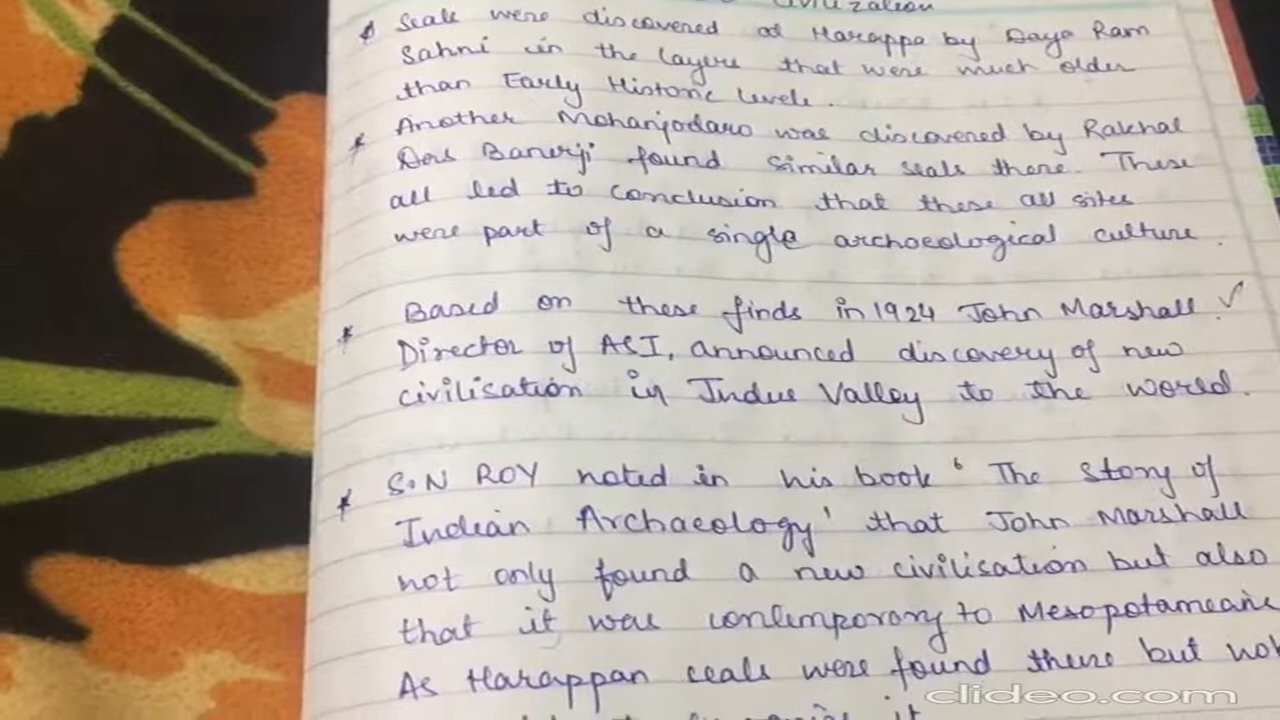 Civilization
* Seals were discovered at Harappa by Daya Ram
Sahni in the layers that were much older
than Early Historic levels.
* Another Mohanjodaro was discovered by Rakhal
Das Banerji found similar seals there. These
all led to conclusion that these all sites
were part of a single archaeological culture.
* Based on these finds in 1924 John Marshall ✓
Director of ASI, announced discovery of new
civilisation in Indus Valley to the world.
* S.N ROY noted in his book ‘ The Story of
Indian Archaeology' that John Marshall
not only found a new civilisation but also
that it was contemporary to Mesopotameans
As Harappan seals were found there but not
it
clideo.com